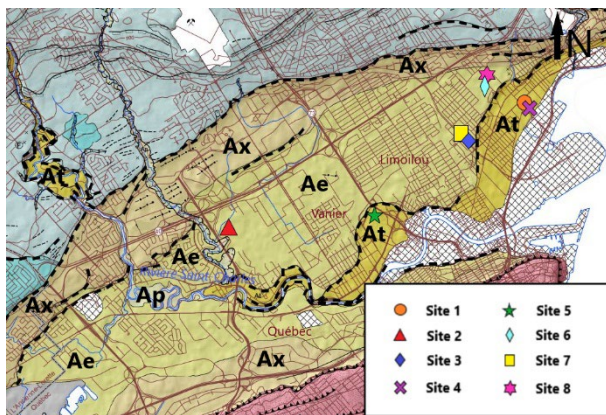 N
Ax
At
Ax
Limoilou
At
Ae
Vanier
At
Ae
Rivière Saint-Charles
Ap
Ax
Québec
Ae
Ax
Site 1
Site 5
Site 2
Site 6
Site 3
Site 7
Site 4
Site 8